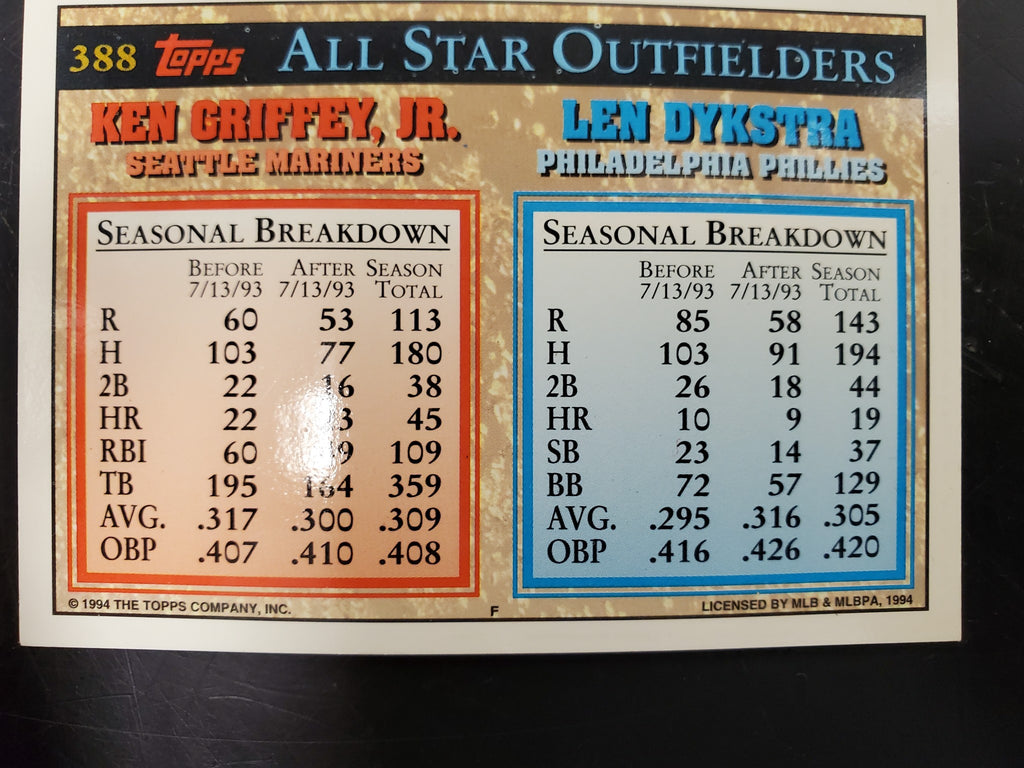 388 Topps ALL STAR OUTFIELDERS
KEN GRIFFEY, JR.
SEATTLE MARINERS
SEASONAL BREAKDOWN
BEFORE AFTER SEASON
7/13/93 7/13/93 TOTAL
R 60 53 113
H 103 77 180
2B 22 16 38
HR 22 45
RBI 60 109
TB 195 164 359
AVG. .317 .300 .309
OBP .407 .410 .408
© 1994 THE TOPPS COMPANY, INC.
F
LEN DYKSTRA
PHILADELPHIA PHILLIES
SEASONAL BREAKDOWN
BEFORE AFTER SEASON
7/13/93 7/13/93 TOTAL
R 85 58 143
H 103 91 194
2B 26 18 44
HR 10 9 19
SB 23 14 37
BB 72 57 129
AVG. .295 .316 .305
OBP .416 .426 .420
LICENSED BY MLB & MLBPA, 1994